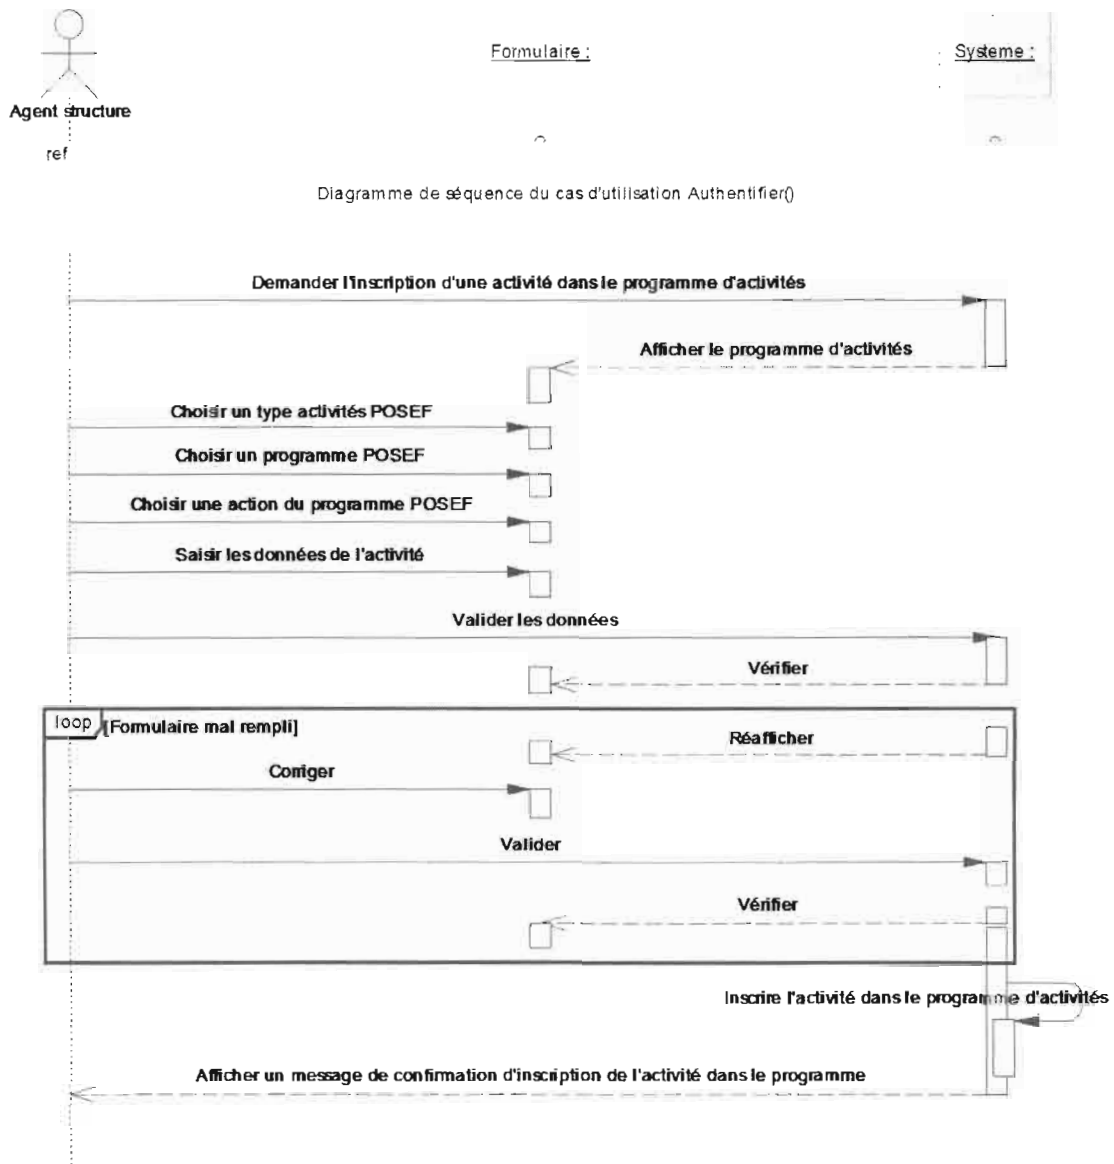 Formulaire :
Systeme :
Agent structure
ref
Diagramme de séquence du cas d'utilisation Authentifier()
Demander l'inscription d'une activité dans le programme d'activités
Afficher le programme d'activités
Choisir un type activités POSEF
Choisir un programme POSEF
Choisir une action du programme POSEF
Saisir les données de l'activité
Valider les données
Vérifier
loop
[Formulaire mal rempli]
Réafficher
Corriger
Valider
Vérifier
Inscrire l'activité dans le programme d'activités
Afficher un message de confirmation d'inscription de l'activité dans le programme